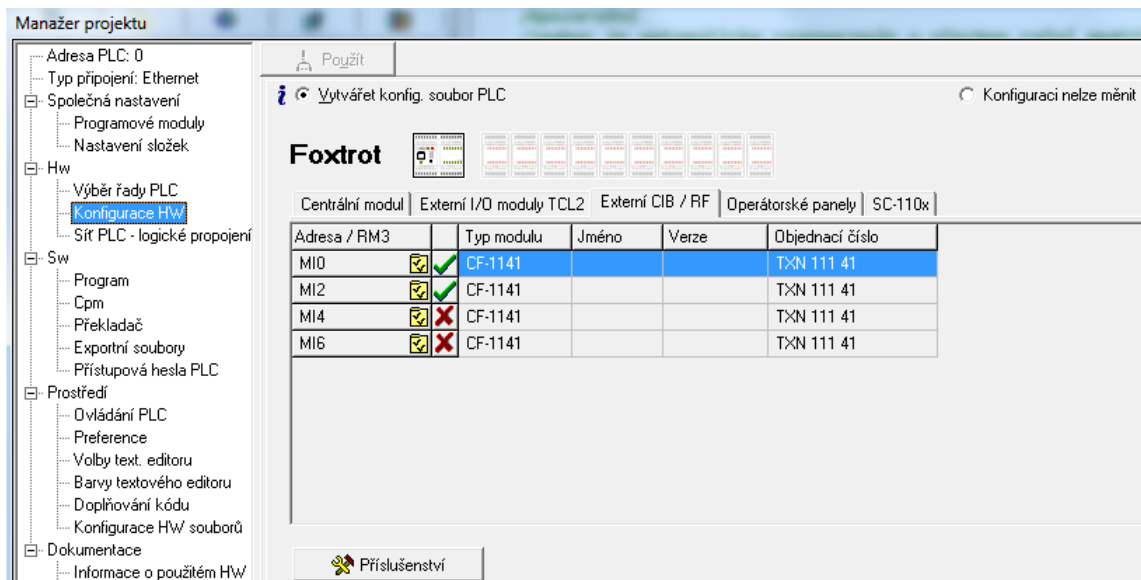 Manažer projektu
Adresa PLC: 0
Typ připojení: Ethernet
Společná nastavení
Programové moduly
Nastavení složek
Hw
Výběr řady PLC
Konfigurace HW
Síť PLC - logické propojení
Sw
Program
Cpm
Překladač
Exportní soubory
Přístupová hesla PLC
Prostředí
Ovládání PLC
Preference
Volby text. editoru
Barvy textového editoru
Doplňování kódu
Konfigurace HW souborů
Dokumentace
Informace o použitém HW
Použít
Vytvářet konfig. soubor PLC
Konfiguraci nelze měnit
Foxtrot
Centrální modul Externí I/O moduly TCL2 Externí CIB / RF Operátorské panely SC-110x
Adresa / RM3 Typ modulu Jméno Verze Objednací číslo
MI0 CF-1141 TXN 111 41
MI2 CF-1141 TXN 111 41
MI4 CF-1141 TXN 111 41
MI6 CF-1141 TXN 111 41
Příslušenství